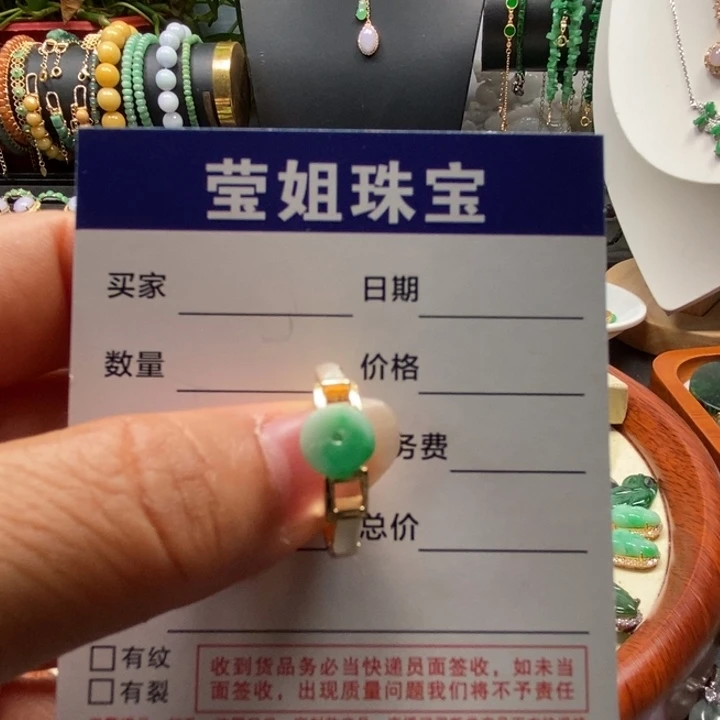 莹姐珠宝
买家 日期
数量 价格
务费
总价
有纹
有裂
收到货品务必当快递员面签收，如未当
面签收，出现质量问题我们将不予责任